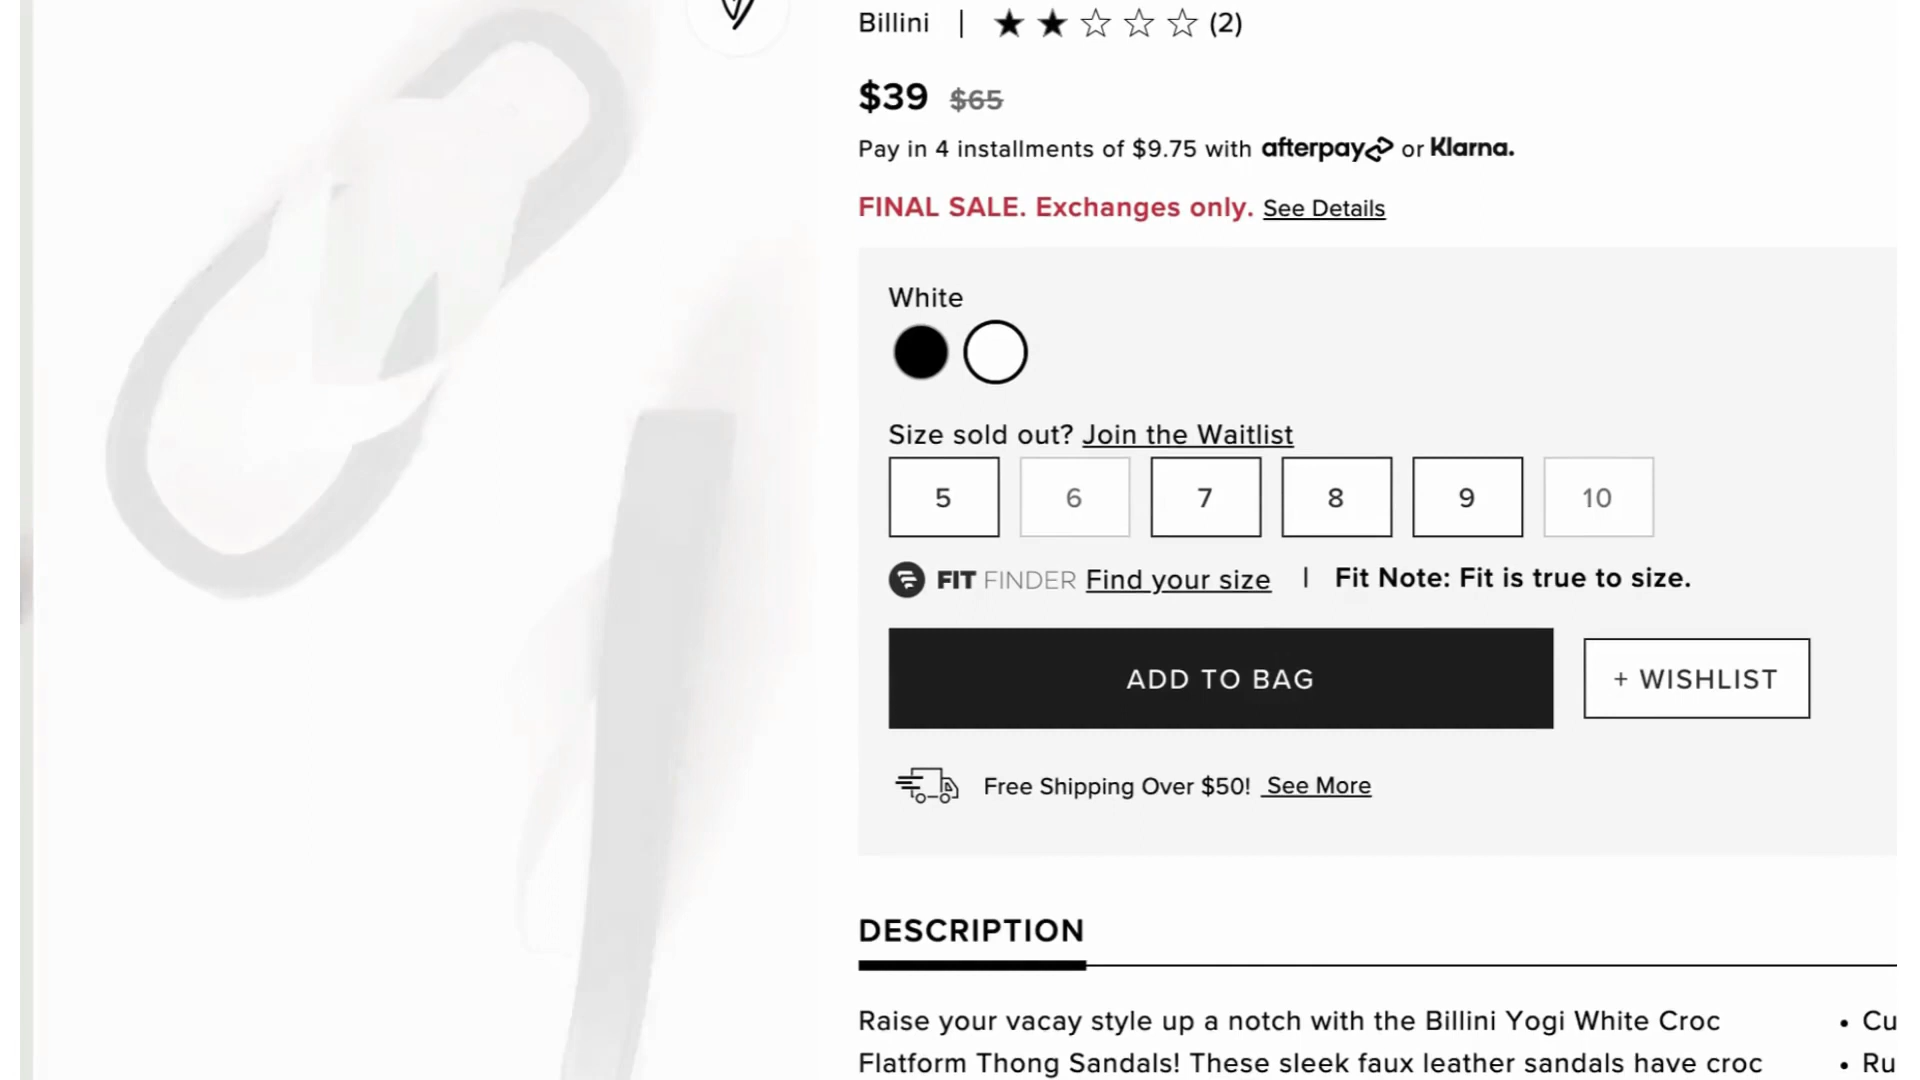 Billini | ★ ★ ☆ ☆ ☆ (2)
$39 $65
Pay in 4 installments of $9.75 with afterpay or Klarna.
FINAL SALE. Exchanges only. See Details
White
Size sold out? Join the Waitlist
5 6 7 8 9 10
FIT FINDER Find your size | Fit Note: Fit is true to size.
ADD TO BAG + WISHLIST
Free Shipping Over $50! See More
DESCRIPTION
Raise your vacay style up a notch with the Billini Yogi White Croc • Cu
Flatform Thong Sandals! These sleek faux leather sandals have croc • Ru